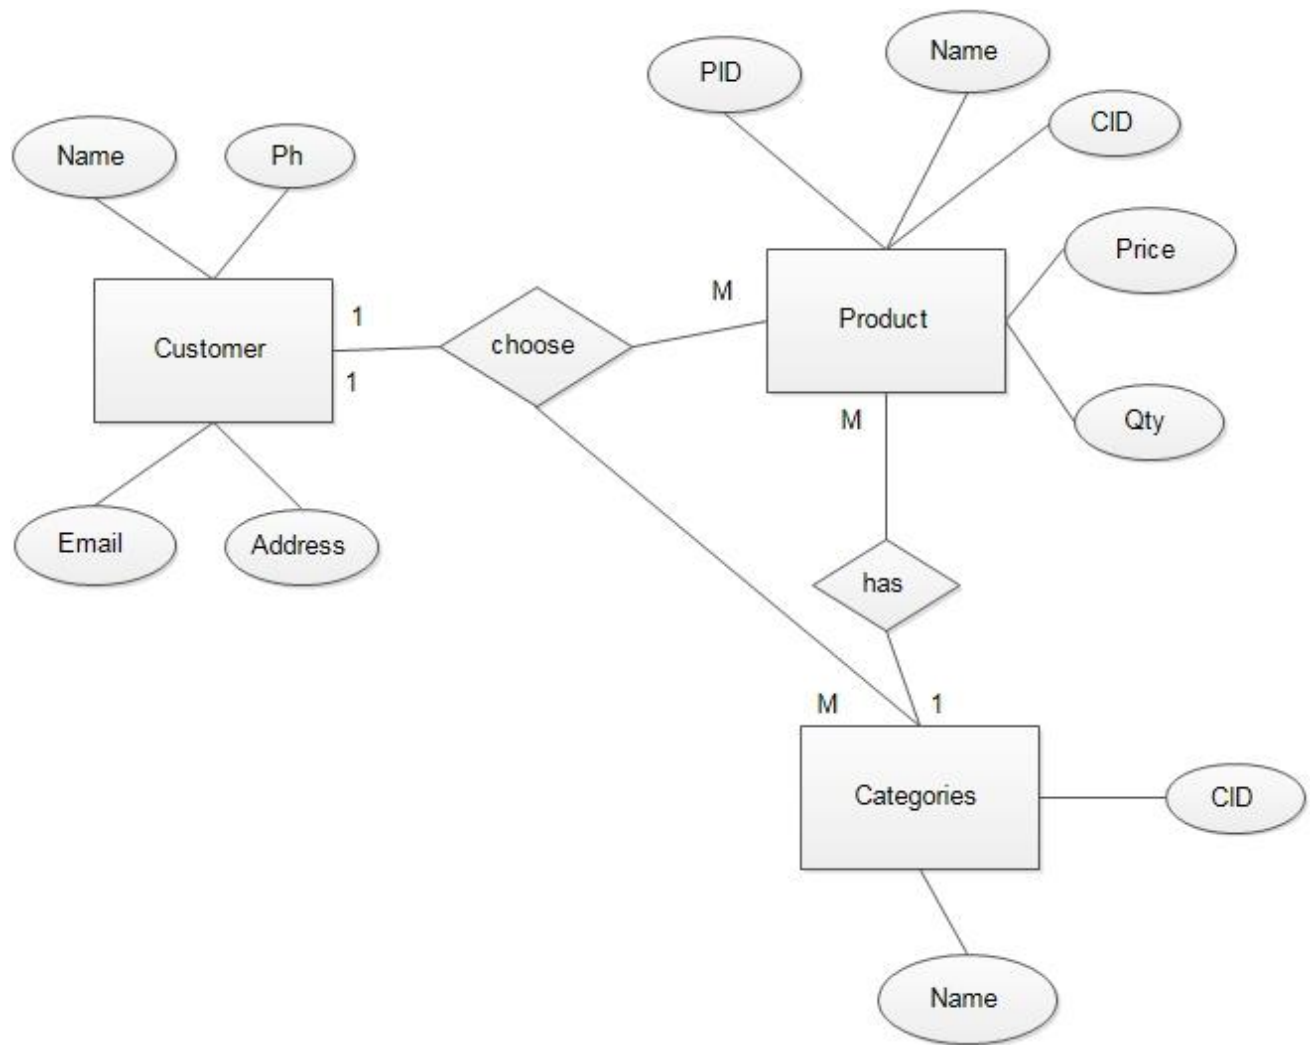 Name
PID
CID
Name
Ph
Price
1
M
Product
Customer
choose
1
M
Qty
Email
Address
has
M
1
Categories
CID
Name